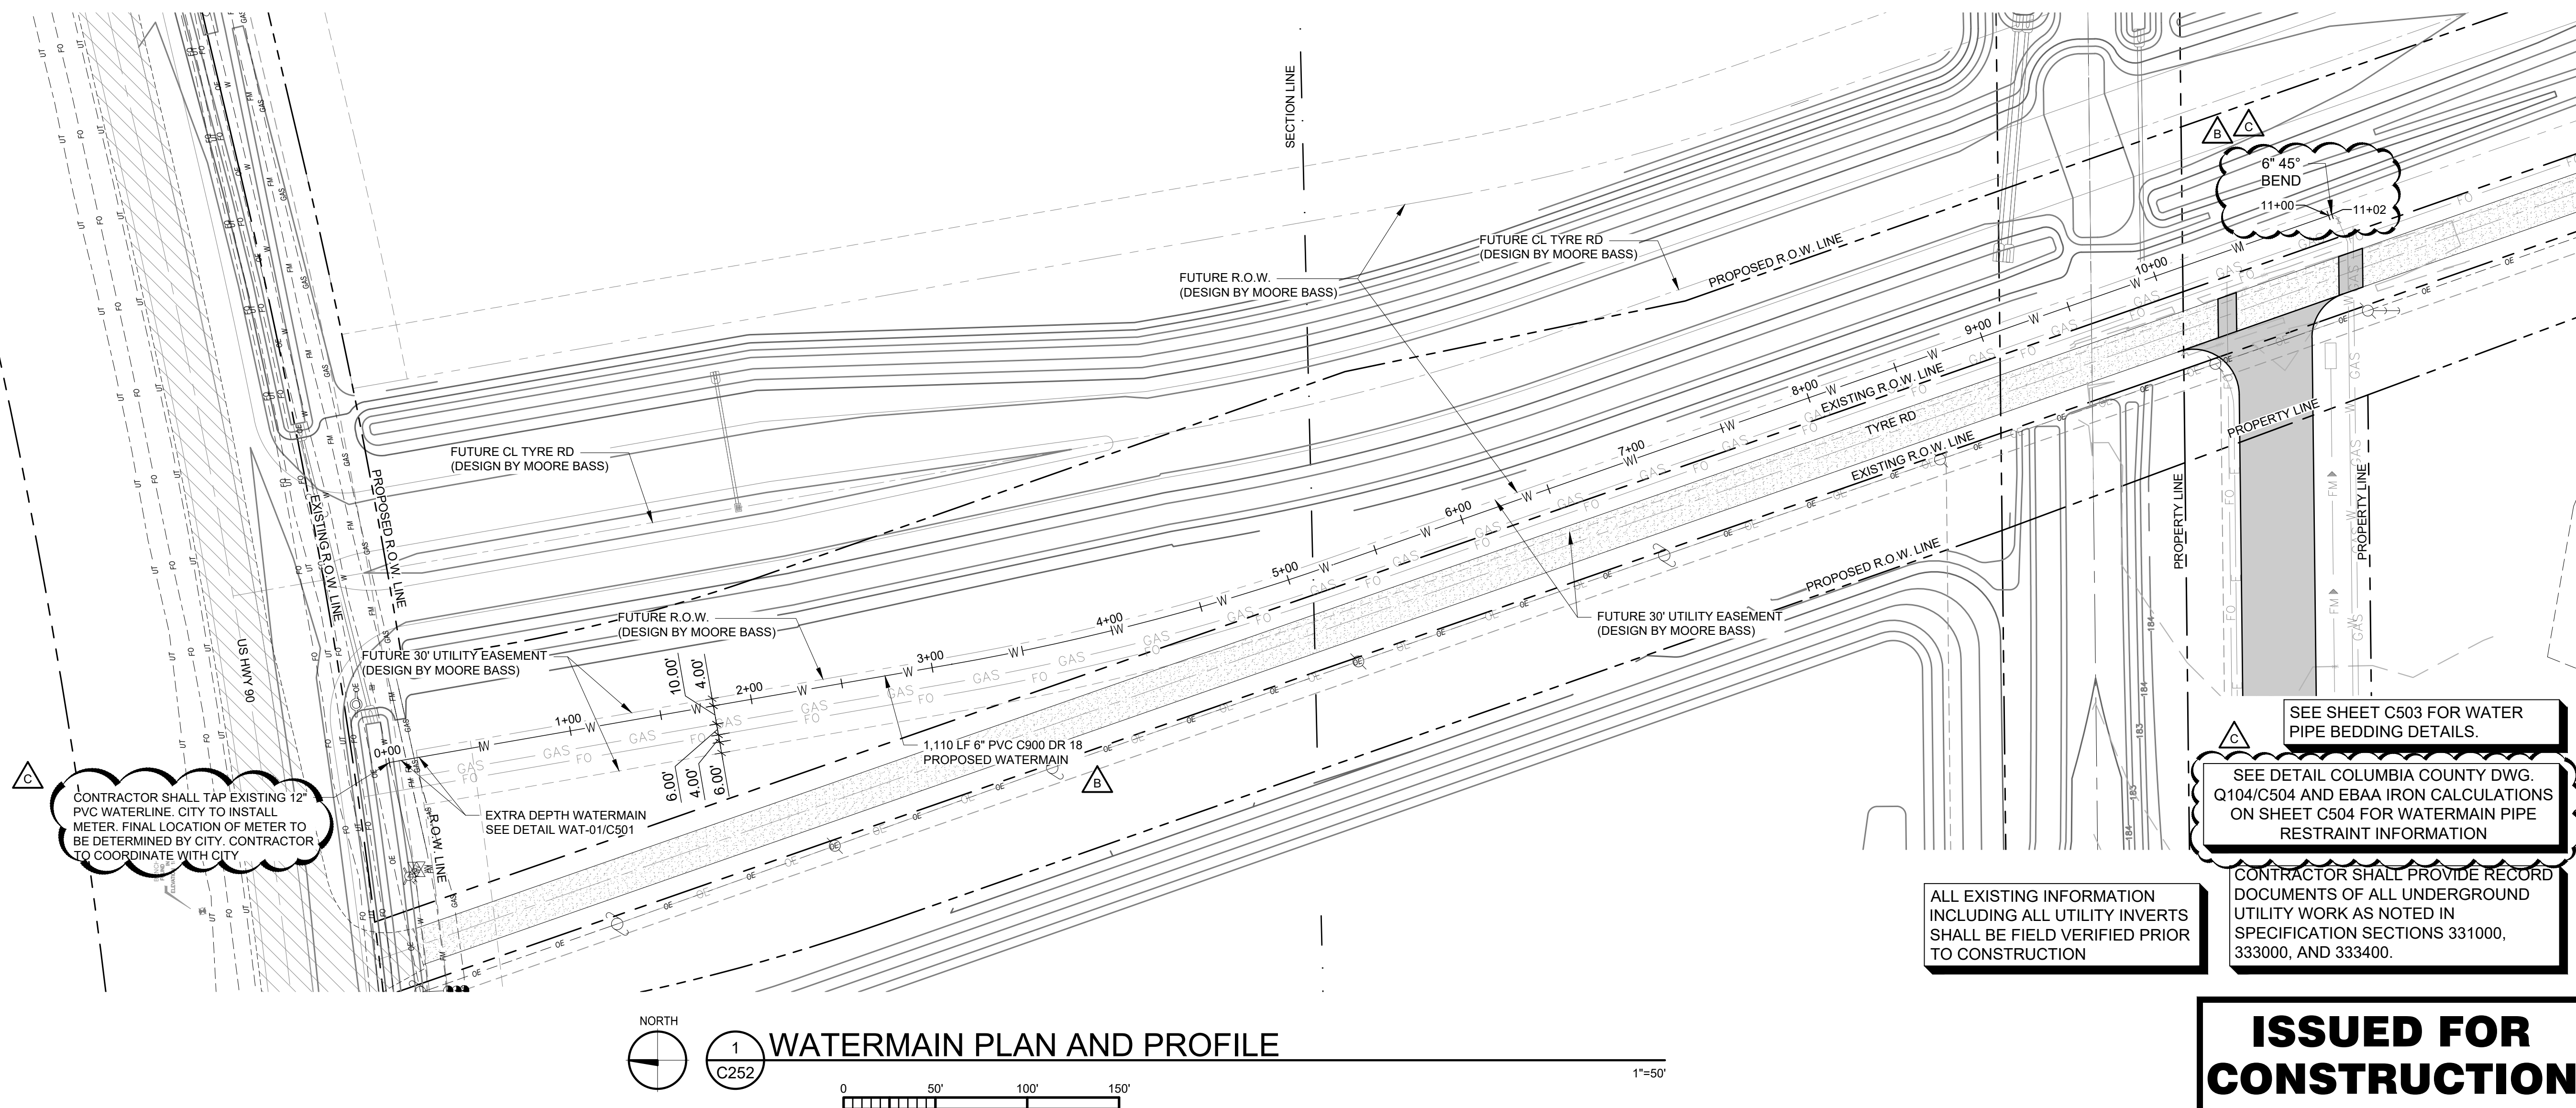 SECTION LINE
B
C
6" 45°
BEND
11+00
11+02
FUTURE CL TYRE RD
(DESIGN BY MOORE BASS)
PROPOSED R.O.W. LINE
FUTURE R.O.W.
(DESIGN BY MOORE BASS)
10+00
9+00
8+00
EXISTING R.O.W. LINE
TYRE RD
EXISTING R.O.W. LINE
7+00
6+00
5+00
4+00
3+00
2+00
1+00
0+00
PROPERTY LINE
PROPERTY LINE
PROPERTY LINE
FUTURE CL TYRE RD
(DESIGN BY MOORE BASS)
PROPOSED R.O.W. LINE
EXISTING R.O.W. LINE
US HWY 90
PROPOSED R.O.W. LINE
FUTURE R.O.W.
(DESIGN BY MOORE BASS)
FUTURE 30' UTILITY EASEMENT
(DESIGN BY MOORE BASS)
FUTURE 30' UTILITY EASEMENT
(DESIGN BY MOORE BASS)
10.00'
4.00'
6.00'
4.00'
6.00'
1,110 LF 6" PVC C900 DR 18
PROPOSED WATERMAIN
B
EXTRA DEPTH WATERMAIN
SEE DETAIL WAT-01/C501
R.O.W. LINE
C
CONTRACTOR SHALL TAP EXISTING 12"
PVC WATERLINE. CITY TO INSTALL
METER. FINAL LOCATION OF METER TO
BE DETERMINED BY CITY. CONTRACTOR
TO COORDINATE WITH CITY
184
183
184
183
184
SEE SHEET C503 FOR WATER
PIPE BEDDING DETAILS.
C
SEE DETAIL COLUMBIA COUNTY DWG.
Q104/C504 AND EBAA IRON CALCULATIONS
ON SHEET C504 FOR WATERMAIN PIPE
RESTRAINT INFORMATION
ALL EXISTING INFORMATION
INCLUDING ALL UTILITY INVERTS
SHALL BE FIELD VERIFIED PRIOR
TO CONSTRUCTION
CONTRACTOR SHALL PROVIDE RECORD
DOCUMENTS OF ALL UNDERGROUND
UTILITY WORK AS NOTED IN
SPECIFICATION SECTIONS 331000,
333000, AND 333400.
NORTH
1
C252
WATERMAIN PLAN AND PROFILE
1"=50'
0 50' 100' 150'
ISSUED FOR
CONSTRUCTION